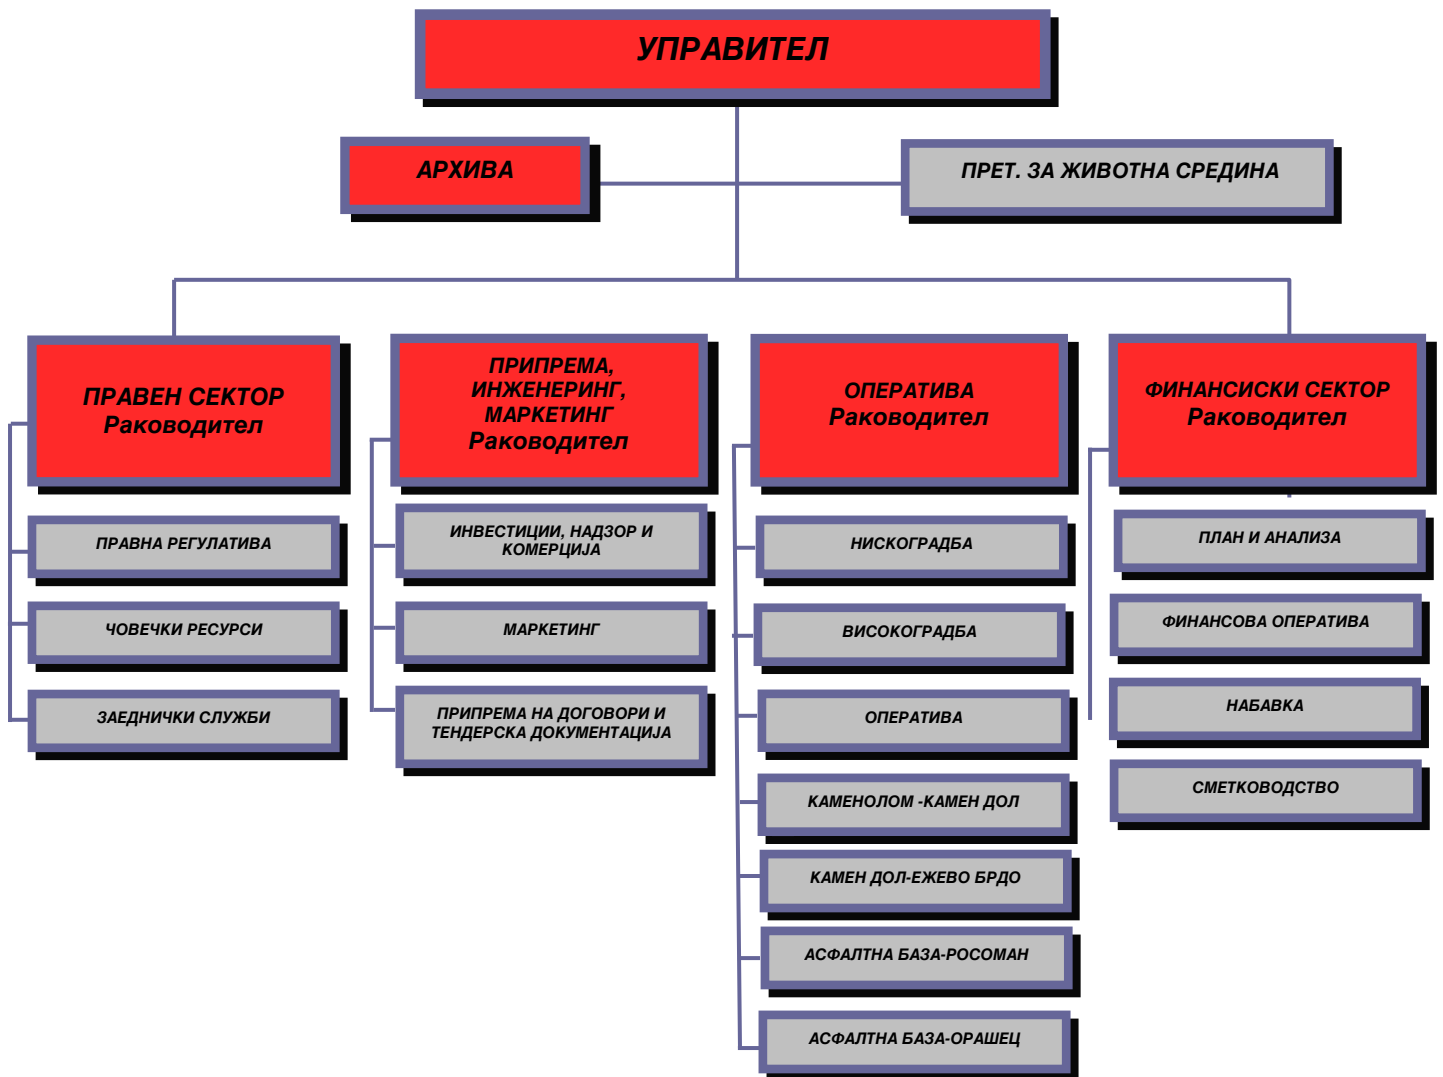 УПРАВИТЕЛ
АРХИВА
ПРЕТ. ЗА ЖИВОТНА СРЕДИНА
ПРАВЕН СЕКТОР
Раководител
ПРАВНА РЕГУЛАТИВА
ЧОВЕЧКИ РЕСУРСИ
ЗАЕДНИЧКИ СЛУЖБИ
ПРИПРЕМА,
ИНЖЕНЕРИНГ,
МАРКЕТИНГ
Раководител
ИНВЕСТИЦИИ, НАДЗОР И
КОМЕРЦИЈА
МАРКЕТИНГ
ПРИПРЕМА НА ДОГОВОРИ И
ТЕНДЕРСКА ДОКУМЕНТАЦИЈА
ОПЕРАТИВА
Раководител
НИСКОГРАДБА
ВИСОКОГРАДБА
ОПЕРАТИВА
КАМЕНОЛОМ -КАМЕН ДОЛ
КАМЕН ДОЛ-ЕЖЕВО БРДО
АСФАЛТНА БАЗА-РОСОМАН
АСФАЛТНА БАЗА-ОРАШЕЦ
ФИНАНСИСКИ СЕКТОР
Раководител
ПЛАН И АНАЛИЗА
ФИНАНСОВА ОПЕРАТИВА
НАБАВКА
СМЕТКОВОДСТВО